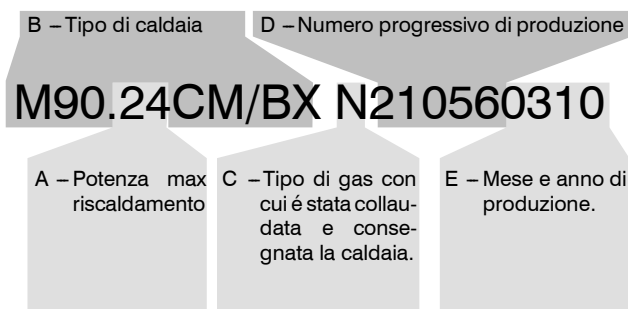 B – Tipo di caldaia
D – Numero progressivo di produzione
M90.24CM/BX N210560310
A – Potenza max
riscaldamento
C – Tipo di gas con
cui é stata collau-
data e conse-
gnata la caldaia.
E – Mese e anno di
produzione.